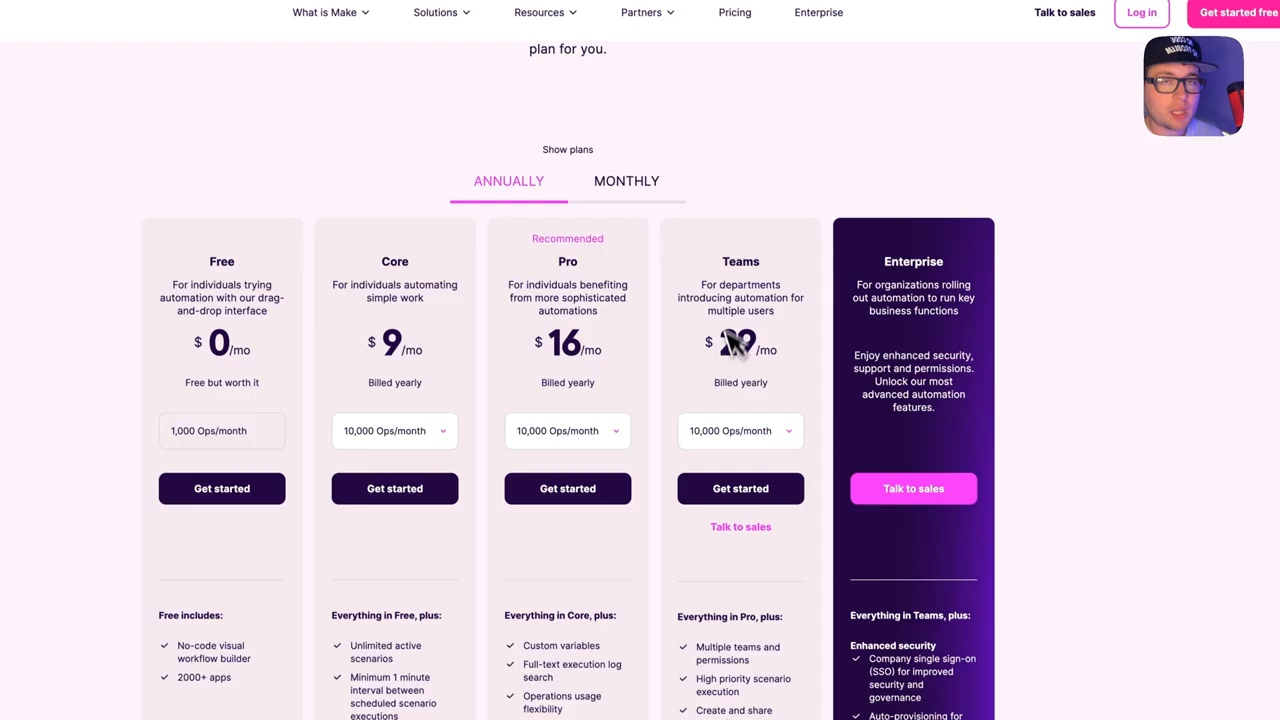 What is Make
Solutions
Resources
Partners
Pricing
Enterprise
Talk to sales
Log in
Get started free
plan for you.
Show plans
ANNUALLY
MONTHLY
Free
For individuals trying
automation with our drag-
and-drop interface
$ 0/mo
Free but worth it
1,000 Ops/month
Get started
Free includes:
No-code visual
workflow builder
2000+ apps
Core
For individuals automating
simple work
$ 9/mo
Billed yearly
10,000 Ops/month
Get started
Everything in Free, plus:
Unlimited active
scenarios
Minimum 1 minute
interval between
scheduled scenario
executions
Recommended
Pro
For individuals benefiting
from more sophisticated
automations
$ 16/mo
Billed yearly
10,000 Ops/month
Get started
Everything in Core, plus:
Custom variables
Full-text execution log
search
Operations usage
flexibility
Teams
For departments
introducing automation for
multiple users
$ 29/mo
Billed yearly
10,000 Ops/month
Get started
Talk to sales
Everything in Pro, plus:
Multiple teams and
permissions
High priority scenario
execution
Create and share
Enterprise
For organizations rolling
out automation to run key
business functions
Enjoy enhanced security,
support and permissions.
Unlock our most
advanced automation
features.
Talk to sales
Everything in Teams, plus:
Enhanced security
Company single sign-on
(SSO) for improved
security and
governance
Auto-provisioning for